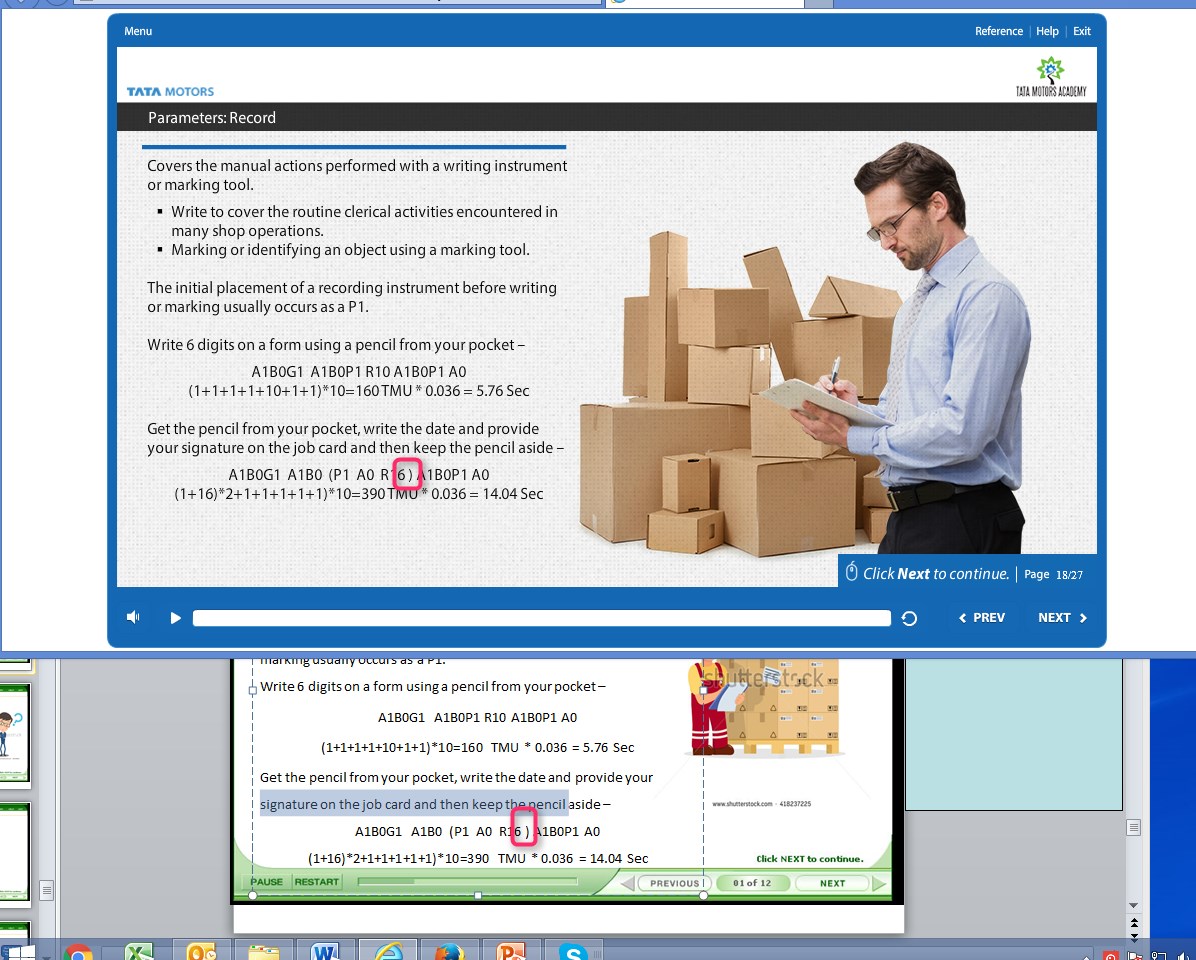 Menu
Reference | Help | Exit
TATA MOTORS
TATA MOTORS ACADEMY
Parameters: Record
Covers the manual actions performed with a writing instrument
or marking tool.
▪ Write to cover the routine clerical activities encountered in
many shop operations.
▪ Marking or identifying an object using a marking tool.
The initial placement of a recording instrument before writing
or marking usually occurs as a P1.
Write 6 digits on a form using a pencil from your pocket –
A1B0G1 A1B0P1 R10 A1B0P1 A0
(1+1+1+1+10+1+1)*10=160 TMU * 0.036 = 5.76 Sec
Get the pencil from your pocket, write the date and provide
your signature on the job card and then keep the pencil aside –
A1B0G1 A1B0 (P1 A0 R16 ) A1B0P1 A0
(1+16)*2+1+1+1+1+1)*10=390 TMU * 0.036 = 14.04 Sec
Click Next to continue. | Page 18/27
PREV
NEXT
marking usually occurs as a P1.
shutterstock
Write 6 digits on a form using a pencil from your pocket –
A1B0G1 A1B0P1 R10 A1B0P1 A0
(1+1+1+1+10+1+1)*10=160 TMU * 0.036 = 5.76 Sec
Get the pencil from your pocket, write the date and provide your
signature on the job card and then keep the pencil aside –
www.shutterstock.com · 418237225
A1B0G1 A1B0 (P1 A0 R16 ) A1B0P1 A0
(1+16)*2+1+1+1+1+1)*10=390 TMU * 0.036 = 14.04 Sec
Click NEXT to continue.
PAUSE RESTART
PREVIOUS
01 of 12
NEXT